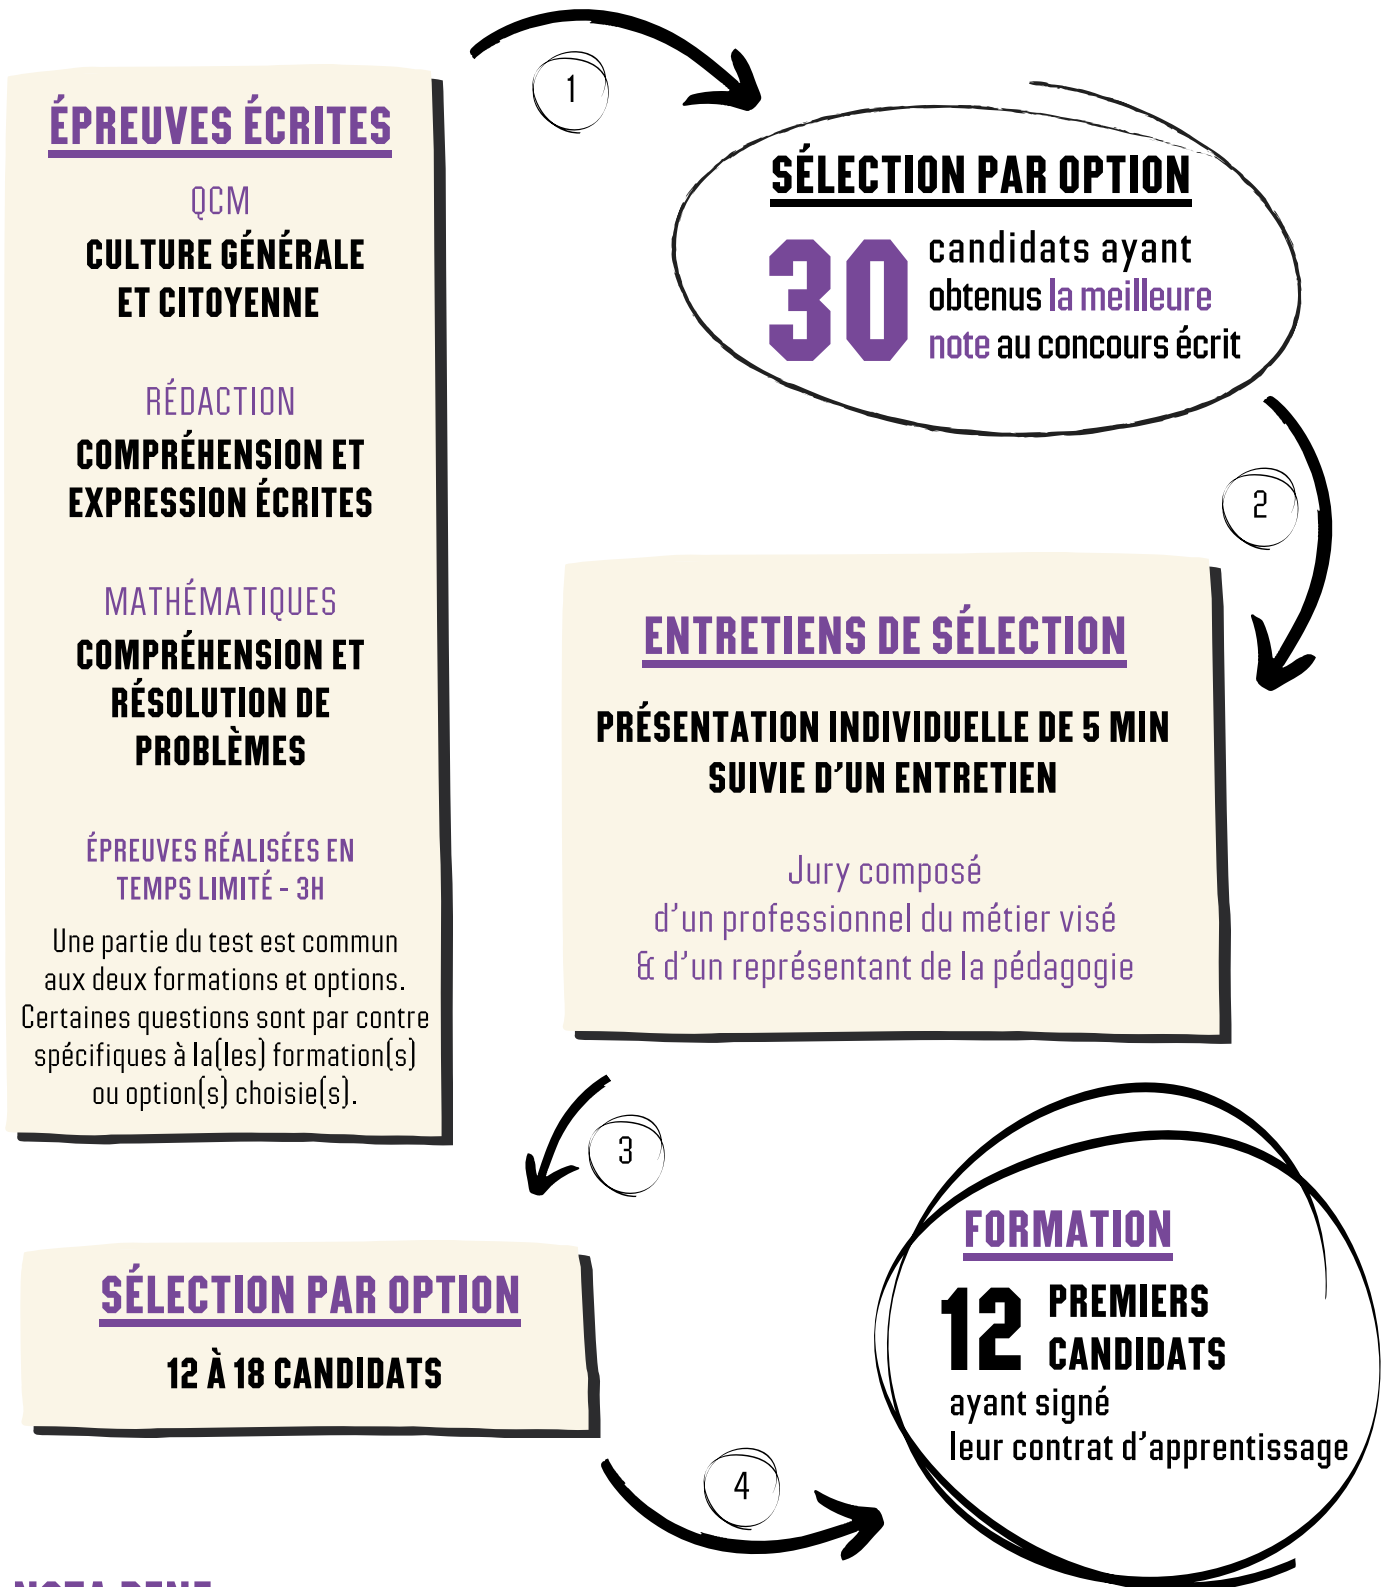 ÉPREUVES ÉCRITES
QCM
CULTURE GÉNÉRALE
ET CITOYENNE
RÉDACTION
COMPRÉHENSION ET
EXPRESSION ÉCRITES
MATHÉMATIQUES
COMPRÉHENSION ET
RÉSOLUTION DE
PROBLÈMES
ÉPREUVES RÉALISÉES EN
TEMPS LIMITÉ - 3H
Une partie du test est commun
aux deux formations et options.
Certaines questions sont par contre
spécifiques à la(les) formation(s)
ou option(s) choisie(s).
1
SÉLECTION PAR OPTION
30
candidats ayant
obtenus la meilleure
note au concours écrit
2
ENTRETIENS DE SÉLECTION
PRÉSENTATION INDIVIDUELLE DE 5 MIN
SUIVIE D'UN ENTRETIEN
Jury composé
d'un professionnel du métier visé
& d'un représentant de la pédagogie
3
SÉLECTION PAR OPTION
12 À 18 CANDIDATS
4
FORMATION
12 PREMIERS
CANDIDATS
ayant signé
leur contrat d'apprentissage
NOTA BENE